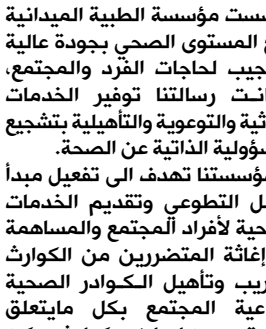 ست مؤسسة الطبية الميدانية
المستوى الصحي بجودة عالية
جيب لحاجات الفرد والمجتمع،
انت رسالتنا توفير الخدمات
ثية والتوعوية والتأهيلية بتشجيع
ؤولية الذاتية عن الصحة.
ؤسستنا تهدف الى تفعيل مبدأ
ل التطوعي وتقديم الخدمات
حية لأفراد المجتمع والمساهمة
إغاثة المتضررين من الكوارث
ريب وتأهيل الكوادر الصحية
عية المجتمع بكل مايتعلق